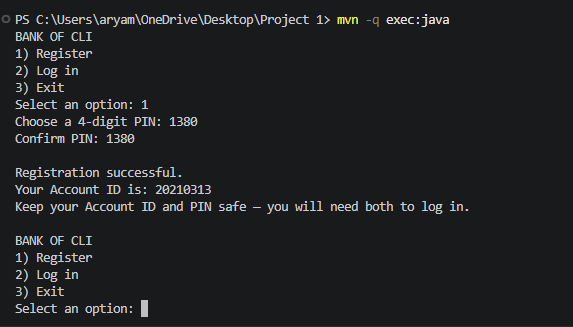 PS C:\Users\aryam\OneDrive\Desktop\Project 1> mvn -q exec:java
BANK OF CLI
1) Register
2) Log in
3) Exit
Select an option: 1
Choose a 4-digit PIN: 1380
Confirm PIN: 1380
Registration successful.
Your Account ID is: 20210313
Keep your Account ID and PIN safe — you will need both to log in.
BANK OF CLI
1) Register
2) Log in
3) Exit
Select an option: